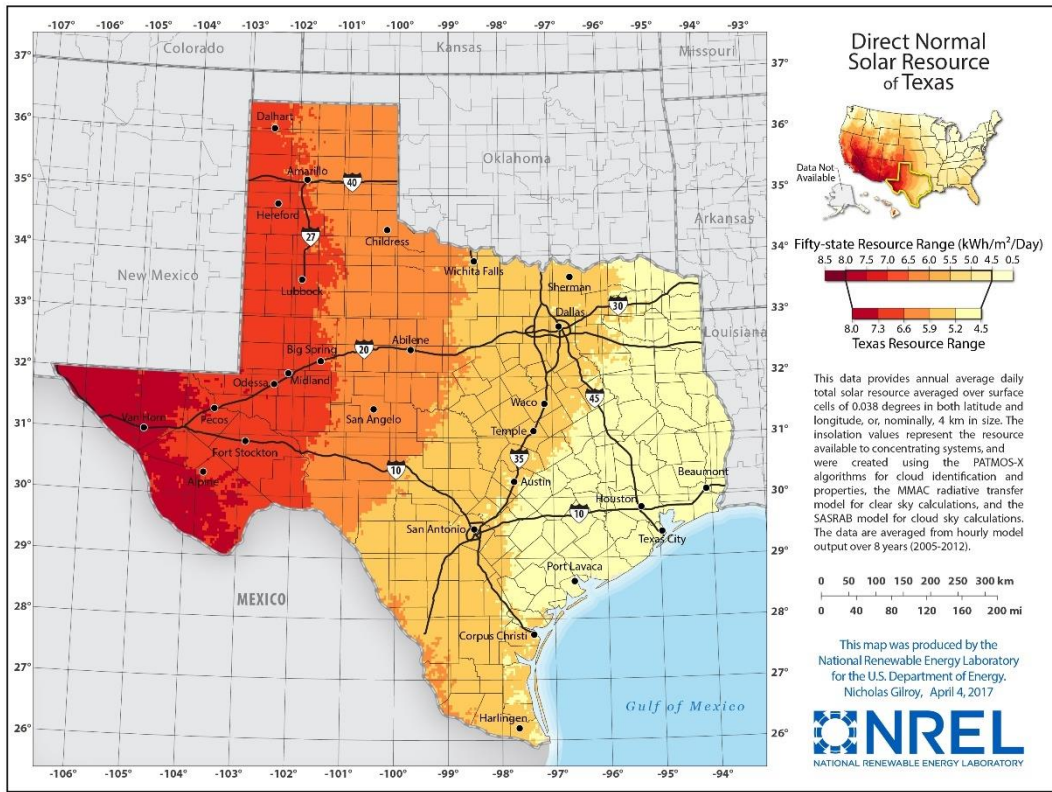 -107° -106° -105° -104° -103° -102° -101° -100° -99° -98° -97° -96° -95° -94° -93°
Colorado
Kansas
Missouri
Oklahoma
Arkansas
New Mexico
Louisiana
MEXICO
Gulf of Mexico
37°
36°
35°
34°
33°
32°
31°
30°
29°
28°
27°
26°
37°
36°
35°
34°
33°
32°
31°
30°
29°
28°
27°
26°
Dalhart
Amarillo
40
Hereford
27
Childress
Lubbock
Wichita Falls
Sherman
30
Dallas
Abilene
20
Big Spring
Midland
Odessa
45
Waco
San Angelo
Pecos
Van Horn
Temple
Fort Stockton
35
10
Alpine
Austin
Beaumont
Houston
10
San Antonio
Texas City
Port Lavaca
Corpus Christi
Harlingen
-106° -105° -104° -103° -102° -101° -100° -99° -98° -97° -96° -95° -94°
Direct Normal
Solar Resource
of Texas
Data Not
Available
Fifty-state Resource Range (kWh/m²/Day)
8.5 8.0 7.5 7.0 6.5 6.0 5.5 5.0 4.5 0.5
8.0 7.3 6.6 5.9 5.2 4.5
Texas Resource Range
This data provides annual average daily
total solar resource averaged over surface
cells of 0.038 degrees in both latitude and
longitude, or, nominally, 4 km in size. The
insolation values represent the resource
available to concentrating systems, and
were created using the PATMOS-X
algorithms for cloud identification and
properties, the MMAC radiative transfer
model for clear sky calculations, and the
SASRAB model for cloud sky calculations.
The data are averaged from hourly model
output over 8 years (2005-2012).
0 50 100 150 200 250 300 km
0 40 80 120 160 200 mi
This map was produced by the
National Renewable Energy Laboratory
for the U.S. Department of Energy.
Nicholas Gilroy, April 4, 2017
NREL
NATIONAL RENEWABLE ENERGY LABORATORY